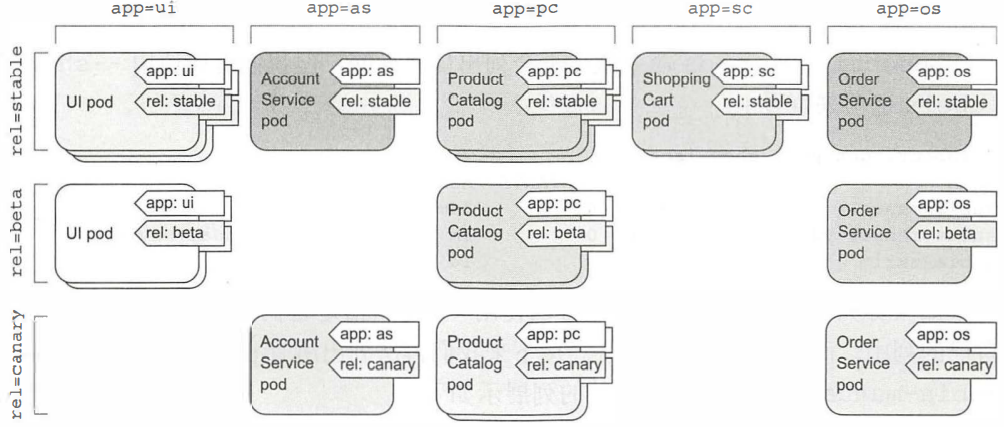 app=ui
app=as
app=pc
app=sc
app=os
rel=stable
UI pod
app: ui
rel: stable
Account
Service
pod
app: as
rel: stable
Product
Catalog
pod
app: pc
rel: stable
Shopping
Cart
pod
app: sc
rel: stable
Order
Service
pod
app: os
rel: stable
rel=beta
UI pod
app: ui
rel: beta
Product
Catalog
pod
app: pc
rel: beta
Order
Service
pod
app: os
rel: beta
rel=canary
Account
Service
pod
app: as
rel: canary
Product
Catalog
pod
app: pc
rel: canary
Order
Service
pod
app: os
rel: canary